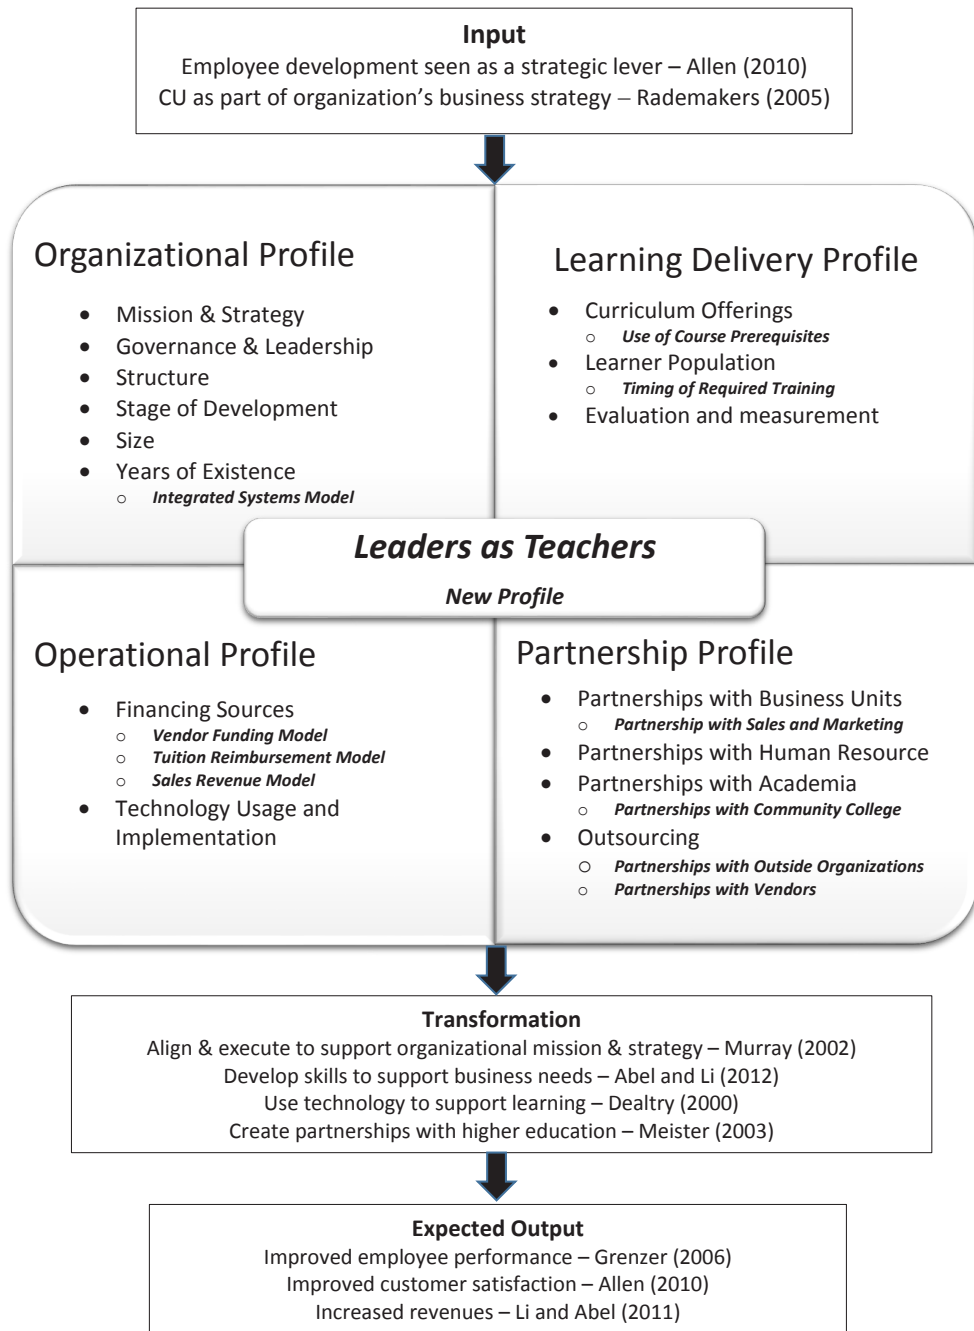 Input
Employee development seen as a strategic lever – Allen (2010)
CU as part of organization's business strategy – Rademakers (2005)
Organizational Profile
• Mission & Strategy
• Governance & Leadership
• Structure
• Stage of Development
• Size
• Years of Existence
o Integrated Systems Model
Learning Delivery Profile
• Curriculum Offerings
o Use of Course Prerequisites
• Learner Population
o Timing of Required Training
• Evaluation and measurement
Leaders as Teachers
New Profile
Operational Profile
• Financing Sources
o Vendor Funding Model
o Tuition Reimbursement Model
o Sales Revenue Model
• Technology Usage and
Implementation
Partnership Profile
• Partnerships with Business Units
o Partnership with Sales and Marketing
• Partnerships with Human Resource
• Partnerships with Academia
o Partnerships with Community College
• Outsourcing
o Partnerships with Outside Organizations
o Partnerships with Vendors
Transformation
Align & execute to support organizational mission & strategy – Murray (2002)
Develop skills to support business needs – Abel and Li (2012)
Use technology to support learning – Dealtry (2000)
Create partnerships with higher education – Meister (2003)
Expected Output
Improved employee performance – Grenzer (2006)
Improved customer satisfaction – Allen (2010)
Increased revenues – Li and Abel (2011)